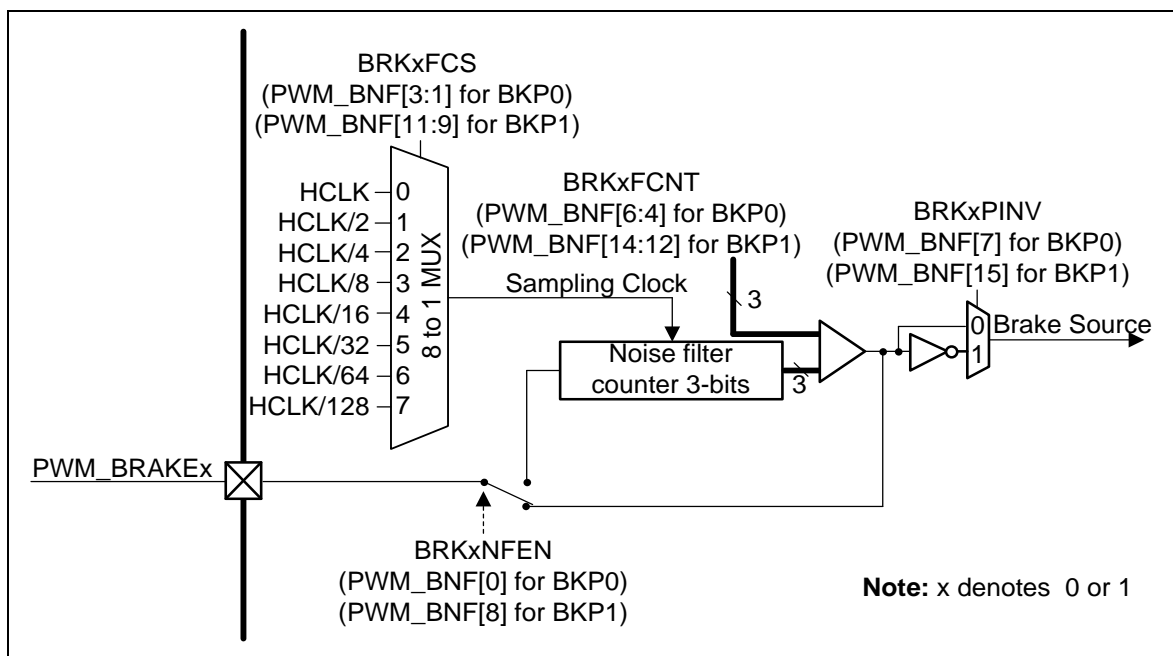 BRKxFCS
(PWM_BNF[3:1] for BKP0)
(PWM_BNF[11:9] for BKP1)
HCLK 0
HCLK/2 1
HCLK/4 2
HCLK/8 3
HCLK/16 4
HCLK/32 5
HCLK/64 6
HCLK/128 7
8 to 1 MUX
BRKxFCNT
(PWM_BNF[6:4] for BKP0)
(PWM_BNF[14:12] for BKP1)
Sampling Clock
3
Noise filter
counter 3-bits
3
BRKxPINV
(PWM_BNF[7] for BKP0)
(PWM_BNF[15] for BKP1)
0
1
Brake Source
PWM_BRAKEx
BRKxNFEN
(PWM_BNF[0] for BKP0)
(PWM_BNF[8] for BKP1)
Note: x denotes 0 or 1